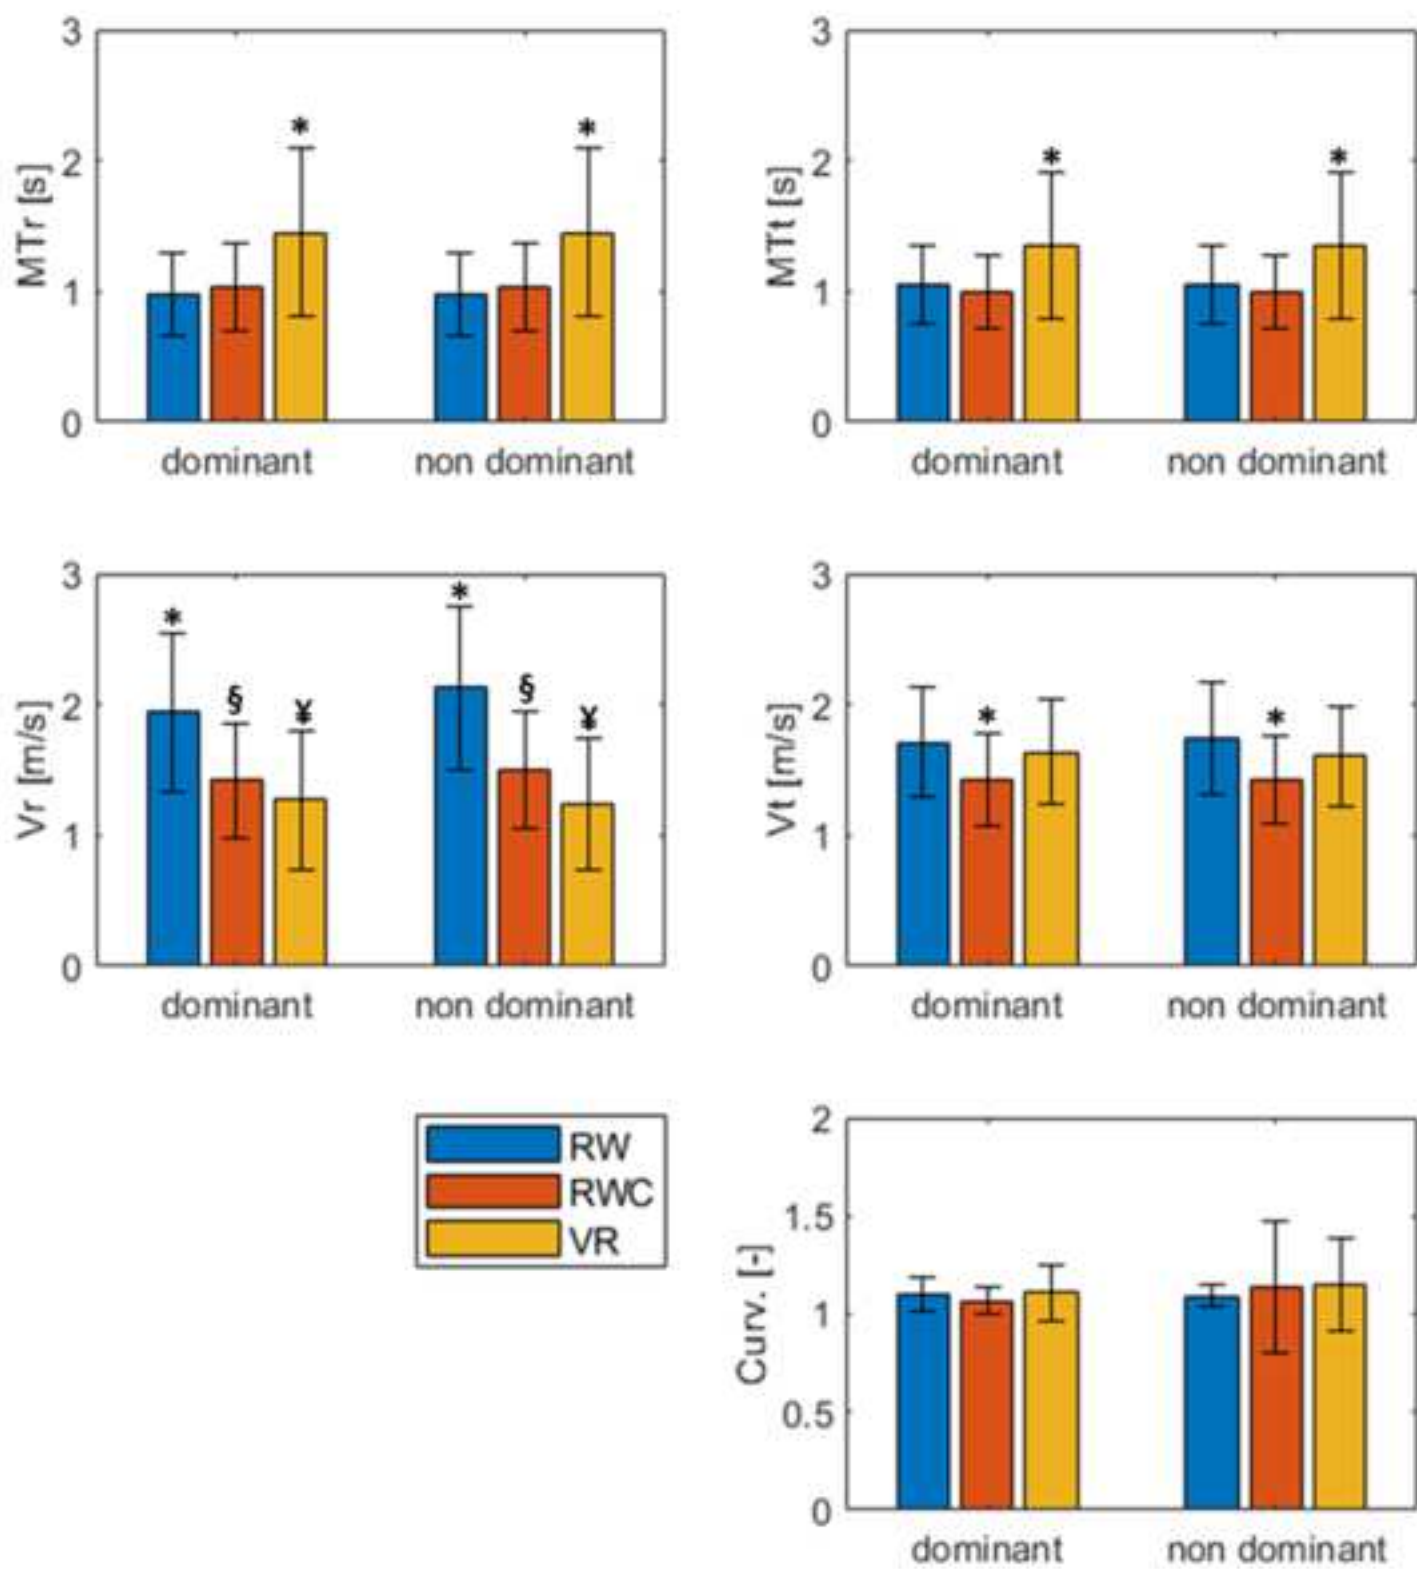 3
2
1
0
MTr [s]
*
*
dominant
non dominant
3
2
1
0
MTt [s]
*
*
dominant
non dominant
3
2
1
0
Vr [m/s]
*
§
¥
*
§
¥
dominant
non dominant
3
2
1
0
Vt [m/s]
*
*
dominant
non dominant
RW
RWC
VR
2
1.5
1
0.5
0
Curv. [-]
dominant
non dominant